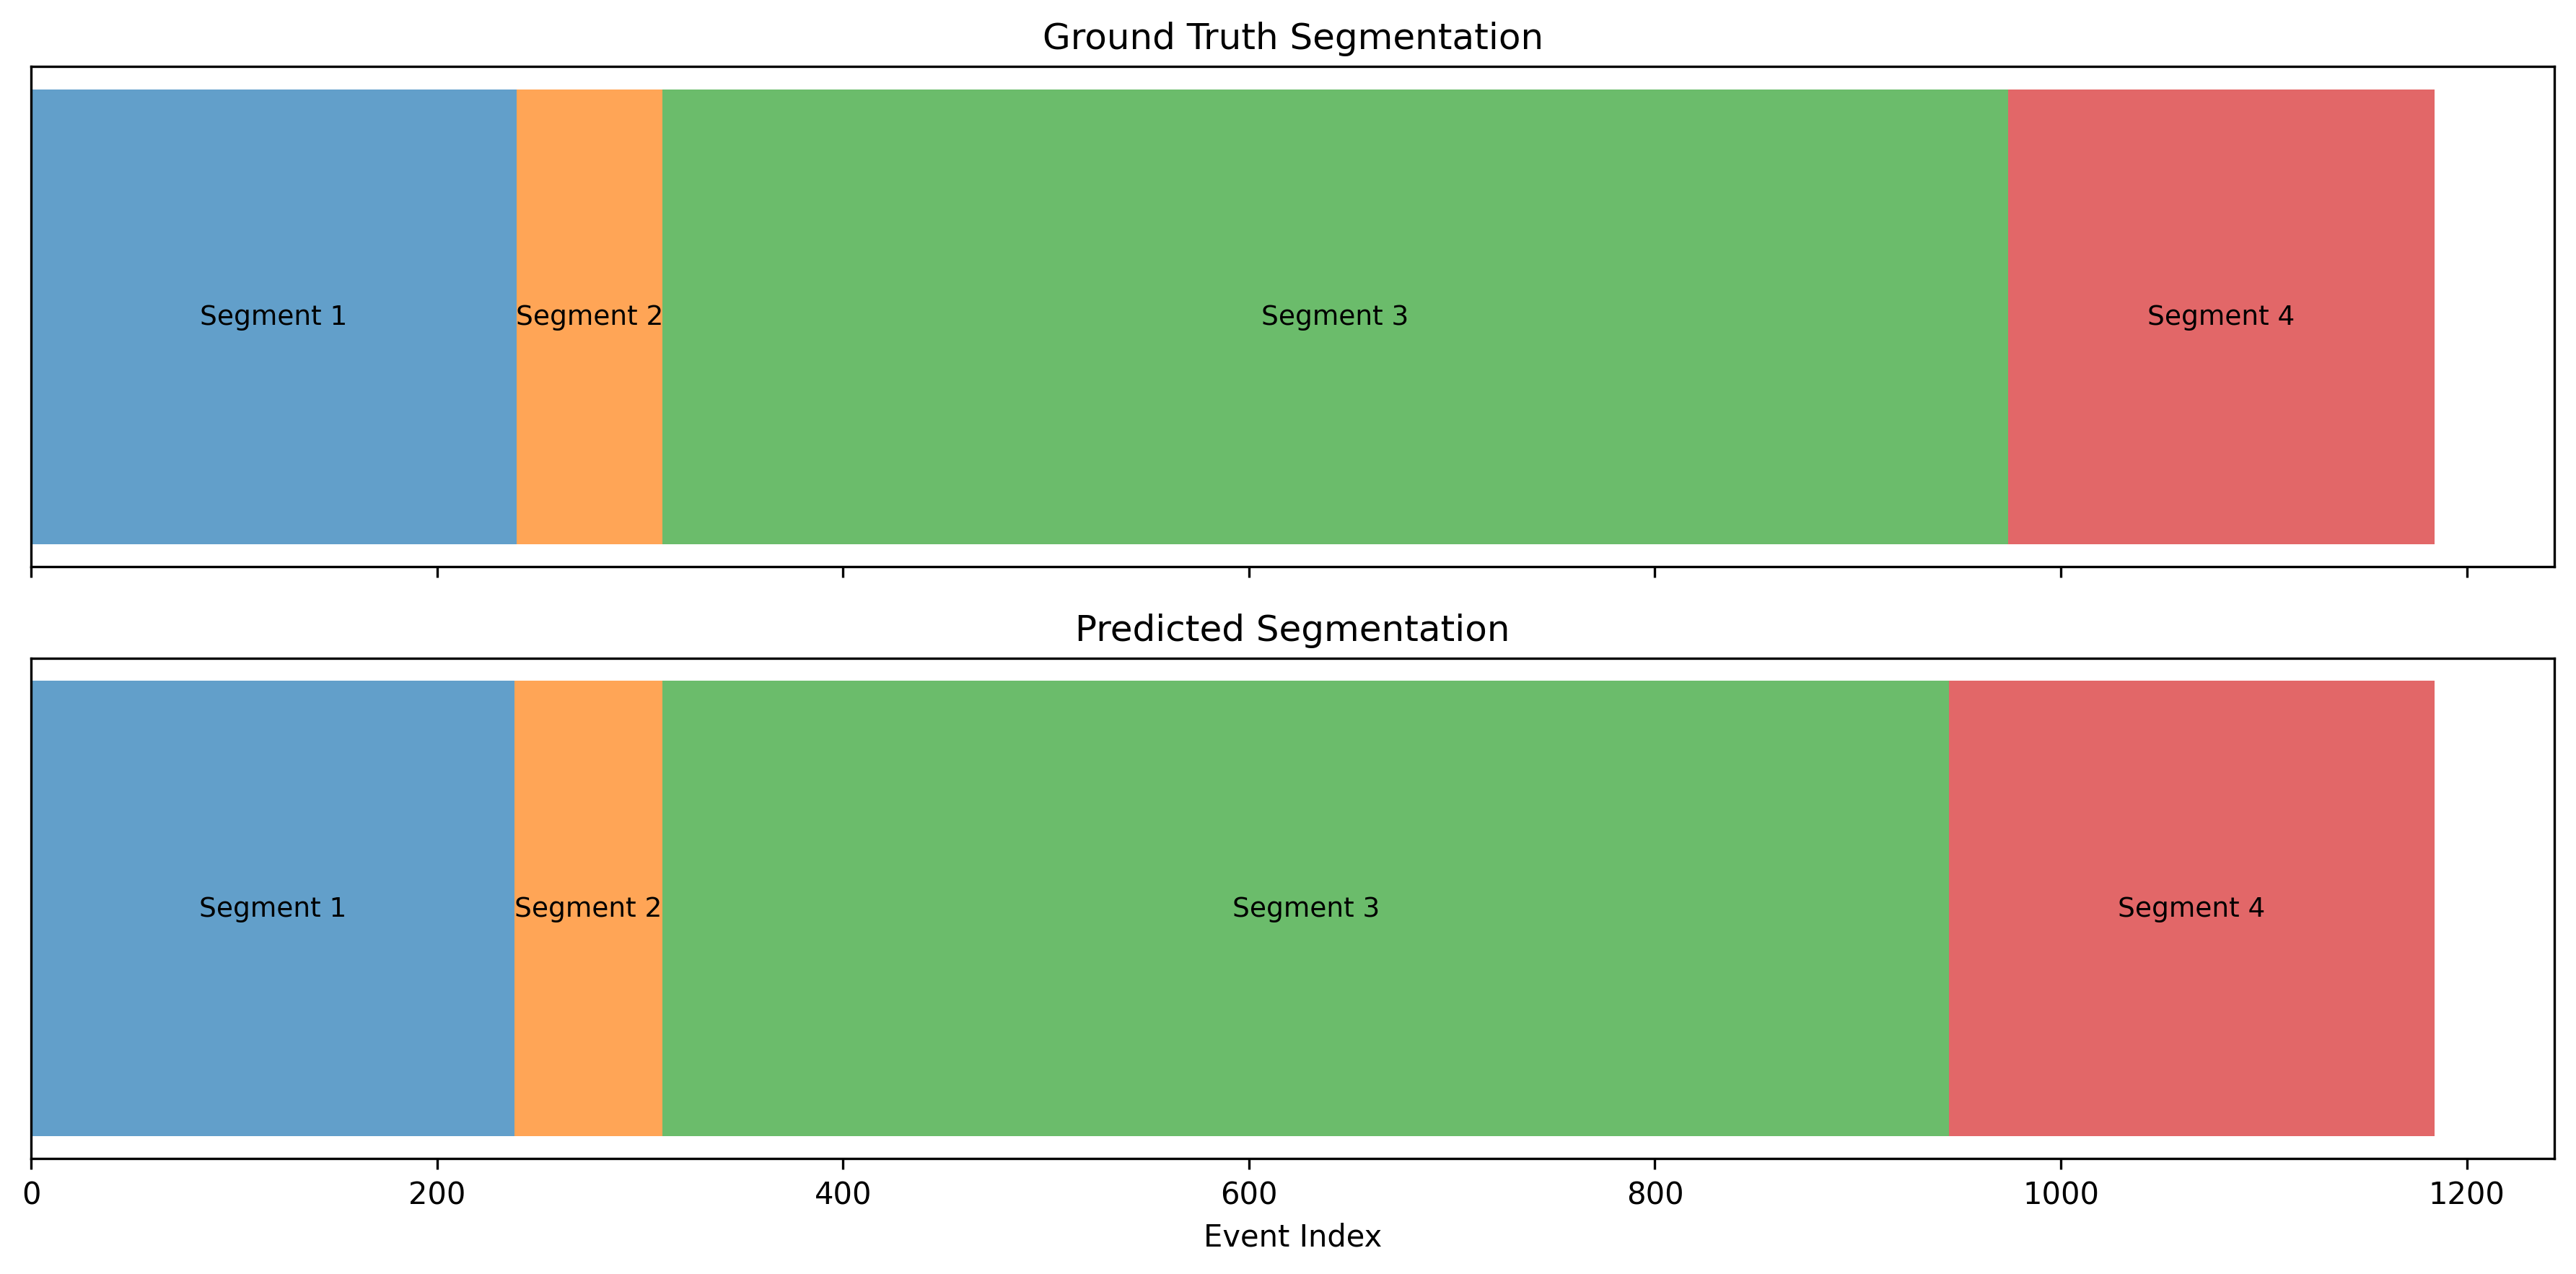 Ground Truth Segmentation
Segment 1
Segment 2
Segment 3
Segment 4
Predicted Segmentation
Segment 1
Segment 2
Segment 3
Segment 4
0
200
400
600
800
1000
1200
Event Index